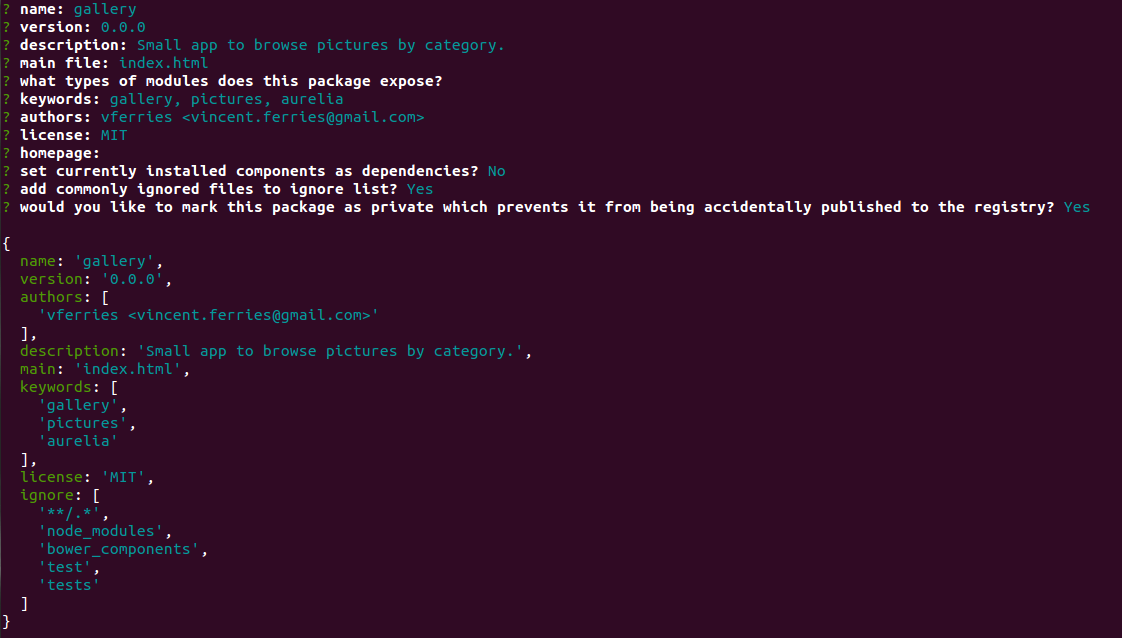 ? name: gallery
? version: 0.0.0
? description: Small app to browse pictures by category.
? main file: index.html
? what types of modules does this package expose?
? keywords: gallery, pictures, aurelia
? authors: vferries <vincent.ferries@gmail.com>
? license: MIT
? homepage:
? set currently installed components as dependencies? No
? add commonly ignored files to ignore list? Yes
? would you like to mark this package as private which prevents it from being accidentally published to the registry? Yes

{
  name: 'gallery',
  version: '0.0.0',
  authors: [
    'vferries <vincent.ferries@gmail.com>'
  ],
  description: 'Small app to browse pictures by category.',
  main: 'index.html',
  keywords: [
    'gallery',
    'pictures',
    'aurelia'
  ],
  license: 'MIT',
  ignore: [
    '**/.*',
    'node_modules',
    'bower_components',
    'test',
    'tests'
  ]
}